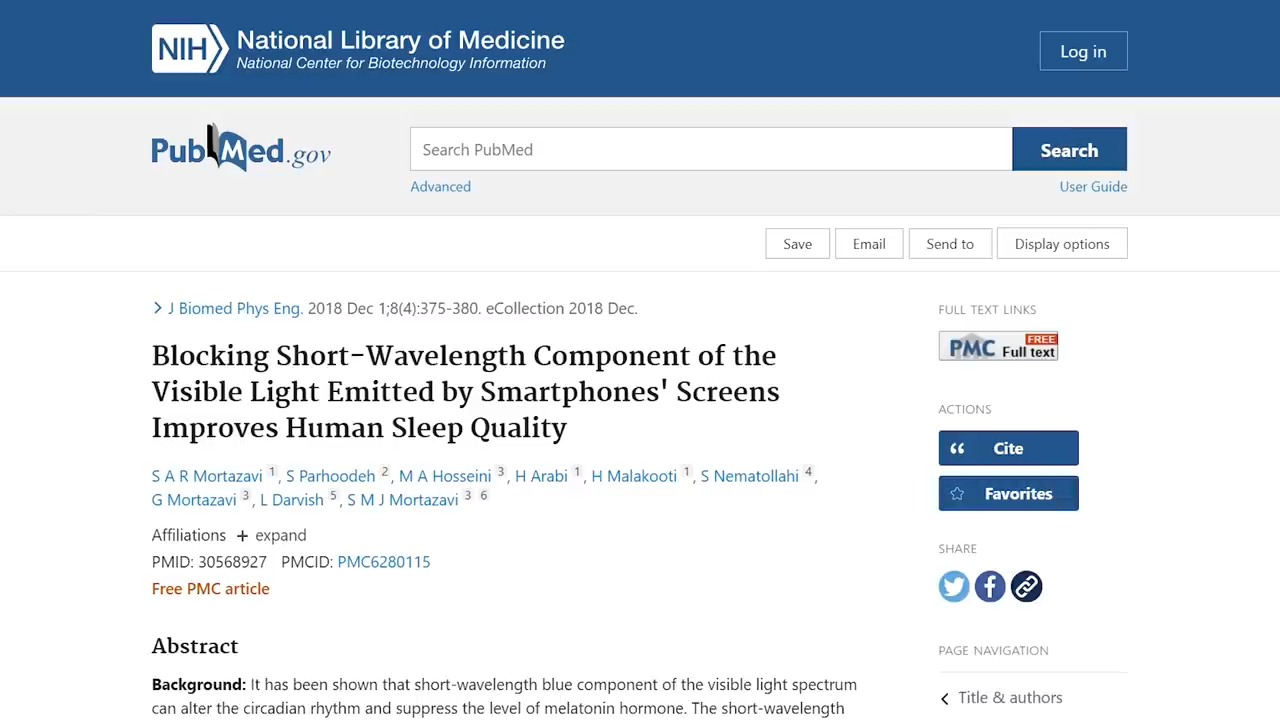 NIH National Library of Medicine
National Center for Biotechnology Information
Log in
PubMed.gov
Search PubMed
Search
Advanced
User Guide
Save
Email
Send to
Display options
J Biomed Phys Eng. 2018 Dec 1;8(4):375-380. eCollection 2018 Dec.
Blocking Short-Wavelength Component of the
Visible Light Emitted by Smartphones' Screens
Improves Human Sleep Quality
S A R Mortazavi 1, S Parhoodeh 2, M A Hosseini 3, H Arabi 1, H Malakooti 1, S Nematollahi 4,
G Mortazavi 3, L Darvish 5, S M J Mortazavi 3 6
Affiliations + expand
PMID: 30568927 PMCID: PMC6280115
Free PMC article
Abstract
Background: It has been shown that short-wavelength blue component of the visible light spectrum
can alter the circadian rhythm and suppress the level of melatonin hormone. The short-wavelength
FULL TEXT LINKS
PMC FREE
Full text
ACTIONS
Cite
Favorites
SHARE
PAGE NAVIGATION
Title & authors